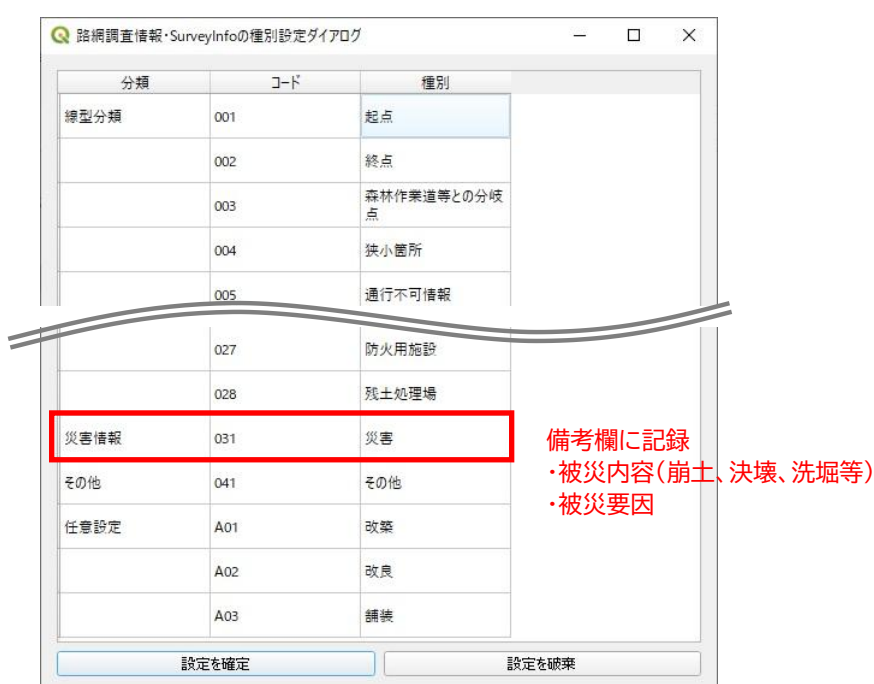 路網調査情報・SurveyInfoの種別設定ダイアログ
分類 コード 種別
線型分類 001 起点
002 終点
003 森林作業道等との分岐
点
004 狭小箇所
005 通行不可情報
027 防火用施設
028 残土処理場
災害情報 031 災害
その他 041 その他
任意設定 A01 改築
A02 改良
A03 舗装
備考欄に記録
・被災内容(崩土、決壊、洗堀等)
・被災要因
設定を確定 設定を破棄